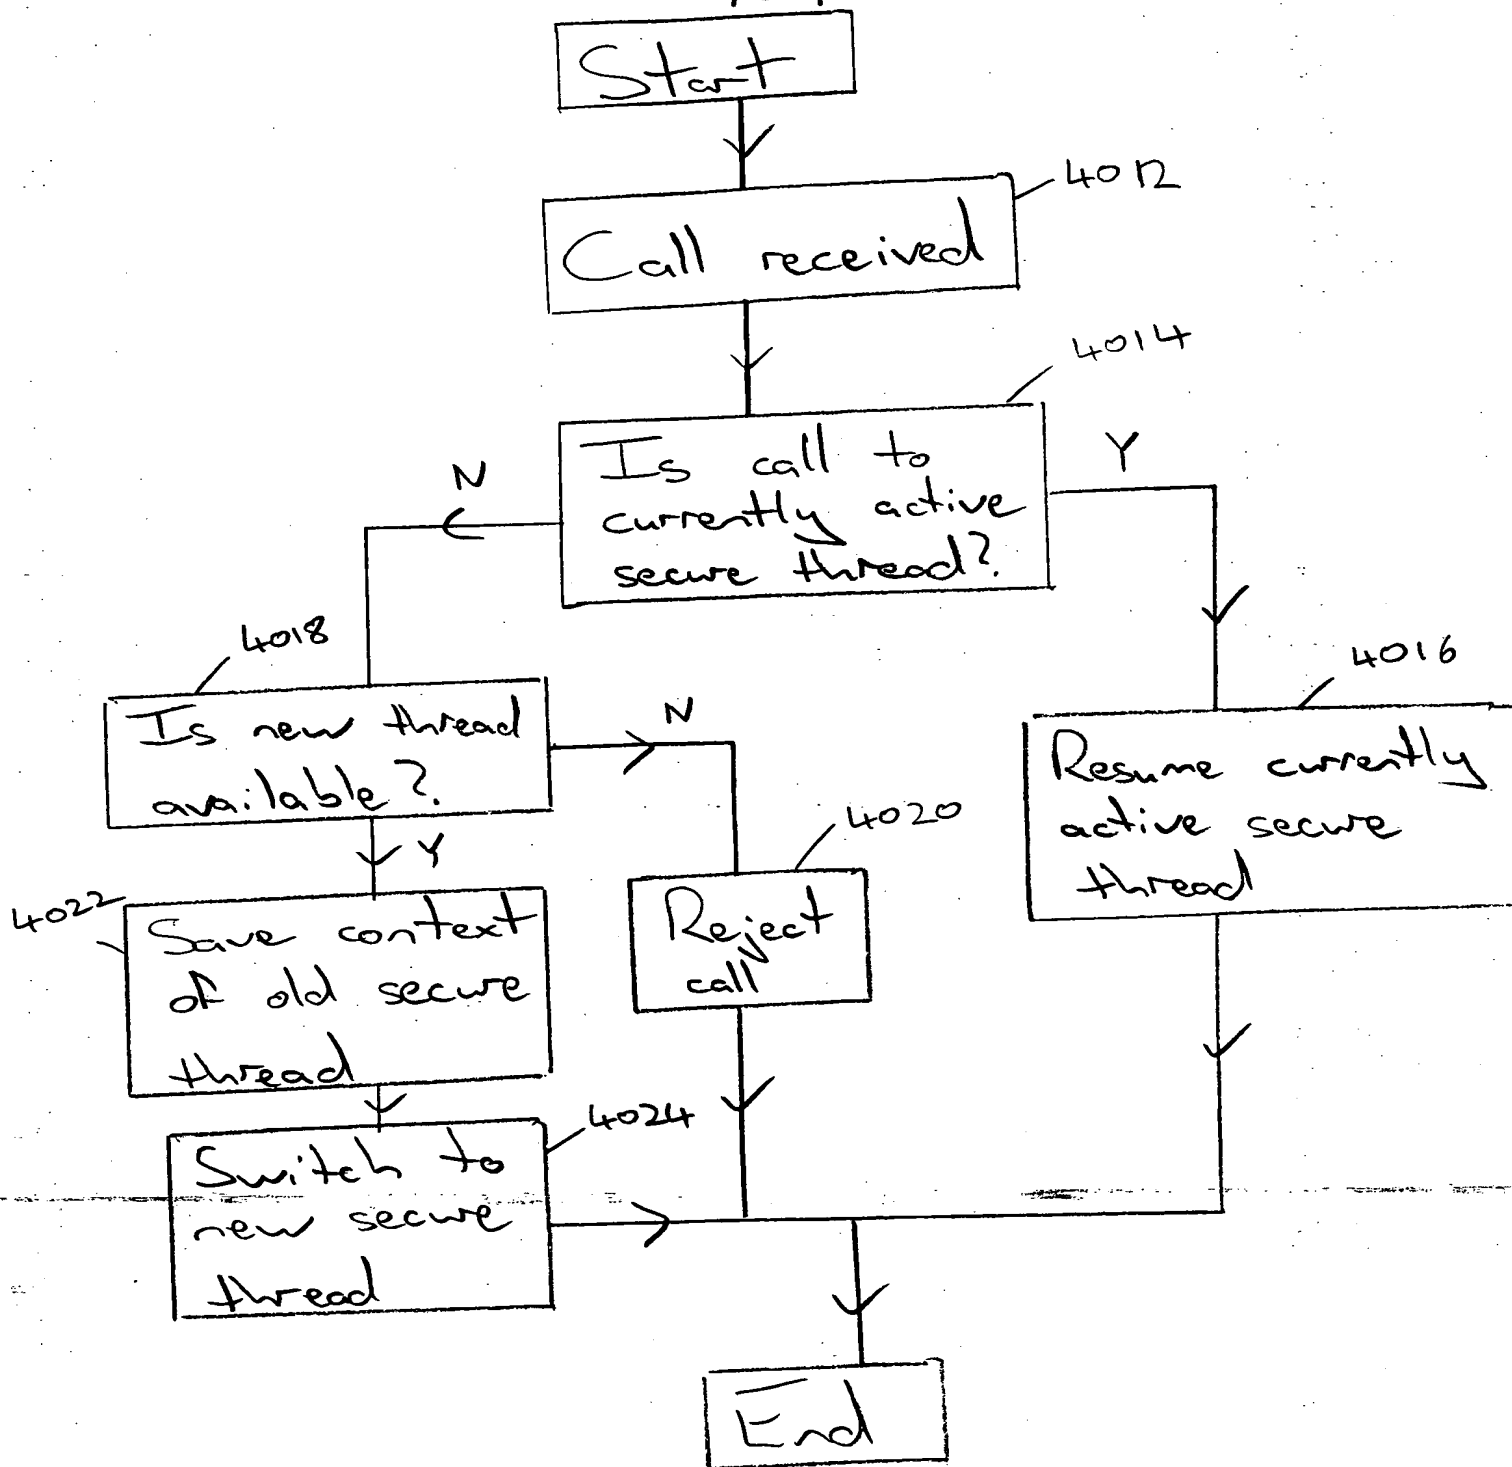 Start
4012
Call received
4014
Is call to
currently active
secure thread?
N
Y
4018
Is new thread
available?
N
4016
Resume currently
active secure
thread
4020
Y
Reject
call
4022
Save context
of old secure
thread
4024
Switch to
new secure
thread
End